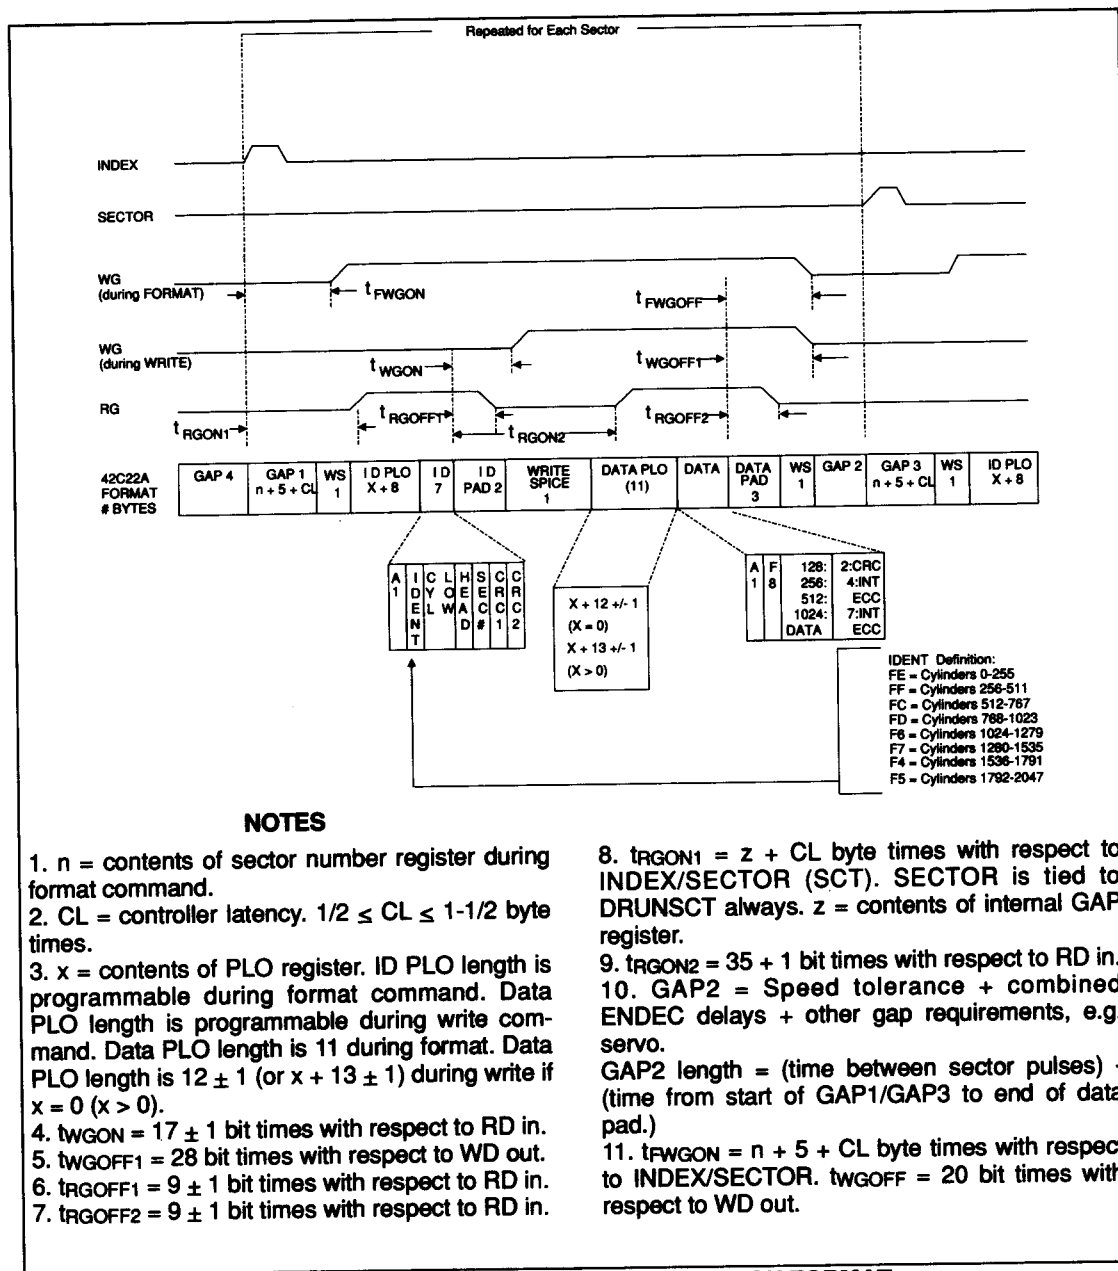 Repeated for Each Sector
INDEX
SECTOR
WG
(during FORMAT)
tFWGON
tFWGOFF
WG
(during WRITE)
tWGON
tWGOFF1
RG
tRGON1
tRGOFF1
tRGON2
tRGOFF2
42C22A
FORMAT
# BYTES
GAP 4
GAP 1
n + 5 + CL
WS
1
I D PLO
X + 8
I D
7
I D
PAD 2
WRITE
SPICE
1
DATA PLO
(11)
DATA
DATA
PAD
3
WS
1
GAP 2
GAP 3
n + 5 + CL
WS
1
ID PLO
X + 8
A1
IDENT
CYL
LOW
HEAD
SEC#
CRC1
CRC2
X + 12 +/- 1
(X = 0)
X + 13 +/- 1
(X > 0)
A1
F8
128:
256:
512:
1024:
DATA
2:CRC
4:INT
ECC
7:INT
ECC
IDENT Definition:
FE = Cylinders 0-255
FF = Cylinders 256-511
FC = Cylinders 512-767
FD = Cylinders 768-1023
F6 = Cylinders 1024-1279
F7 = Cylinders 1280-1535
F4 = Cylinders 1536-1791
F5 = Cylinders 1792-2047
NOTES
1. n = contents of sector number register during
format command.
2. CL = controller latency. 1/2 ≤ CL ≤ 1-1/2 byte
times.
3. x = contents of PLO register. ID PLO length is
programmable during format command. Data
PLO length is programmable during write com-
mand. Data PLO length is 11 during format. Data
PLO length is 12 ± 1 (or x + 13 ± 1) during write if
x = 0 (x > 0).
4. tWGON = 17 ± 1 bit times with respect to RD in.
5. tWGOFF1 = 28 bit times with respect to WD out.
6. tRGOFF1 = 9 ± 1 bit times with respect to RD in.
7. tRGOFF2 = 9 ± 1 bit times with respect to RD in.
8. tRGON1 = z + CL byte times with respect to
INDEX/SECTOR (SCT). SECTOR is tied to
DRUNSCT always. z = contents of internal GAP
register.
9. tRGON2 = 35 + 1 bit times with respect to RD in.
10. GAP2 = Speed tolerance + combined
ENDEC delays + other gap requirements, e.g.
servo.
GAP2 length = (time between sector pulses) -
(time from start of GAP1/GAP3 to end of data
pad.)
11. tFWGON = n + 5 + CL byte times with respec
to INDEX/SECTOR. tWGOFF = 20 bit times with
respect to WD out.